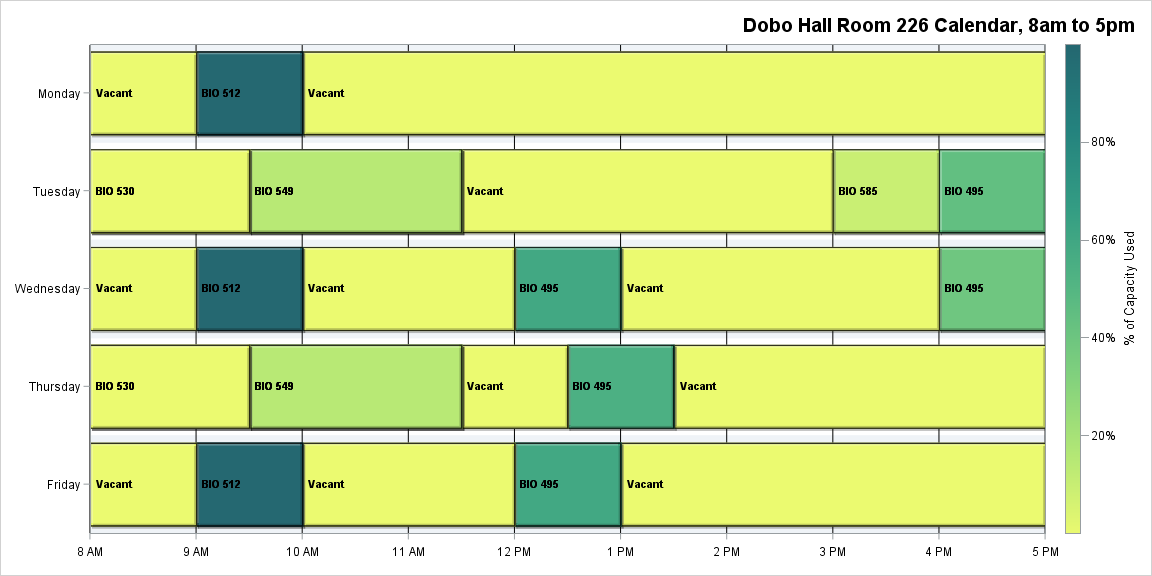 Dobo Hall Room 226 Calendar, 8am to 5pm
Monday
Vacant
BIO 512
Vacant
Tuesday
BIO 530
BIO 549
Vacant
BIO 585
BIO 495
Wednesday
Vacant
BIO 512
Vacant
BIO 495
Vacant
BIO 495
Thursday
BIO 530
BIO 549
Vacant
BIO 495
Vacant
Friday
Vacant
BIO 512
Vacant
BIO 495
Vacant
8 AM
9 AM
10 AM
11 AM
12 PM
1 PM
2 PM
3 PM
4 PM
5 PM
80%
60%
40%
20%
% of Capacity Used